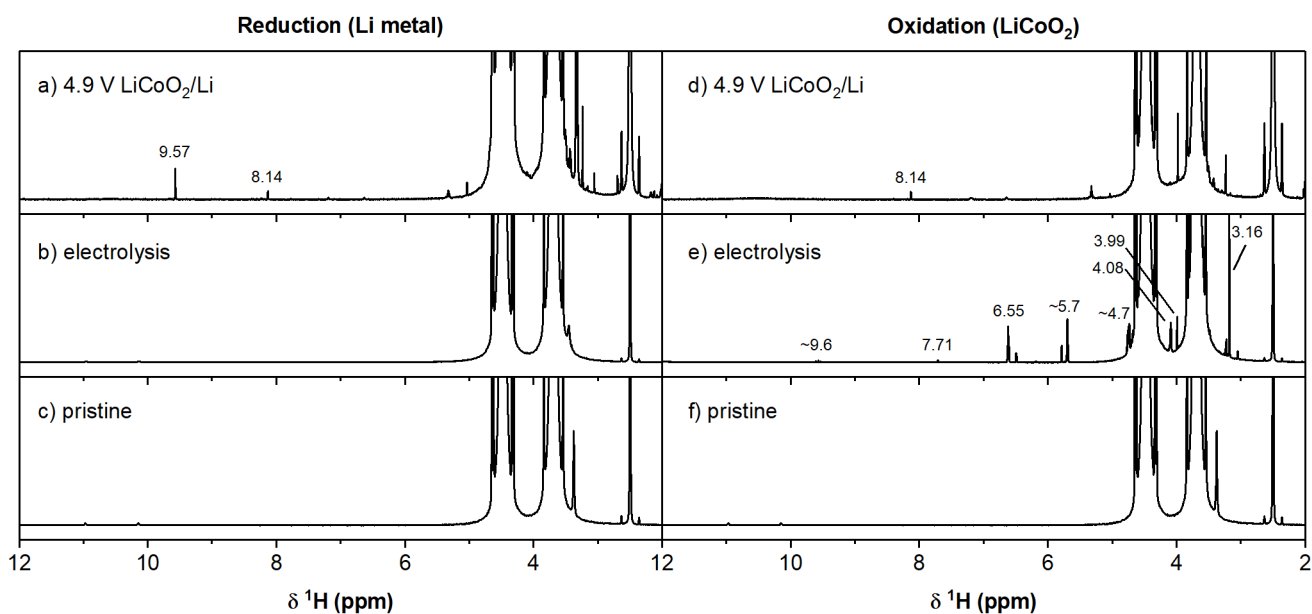 Reduction (Li metal)
Oxidation (LiCoO₂)
a) 4.9 V LiCoO₂/Li
9.57
8.14
d) 4.9 V LiCoO₂/Li
8.14
b) electrolysis
e) electrolysis
3.99
4.08
3.16
~9.6
7.71
6.55
~5.7
~4.7
c) pristine
f) pristine
12 10 8 6 4 12 10 8 6 4 2
δ ¹H (ppm)
δ ¹H (ppm)